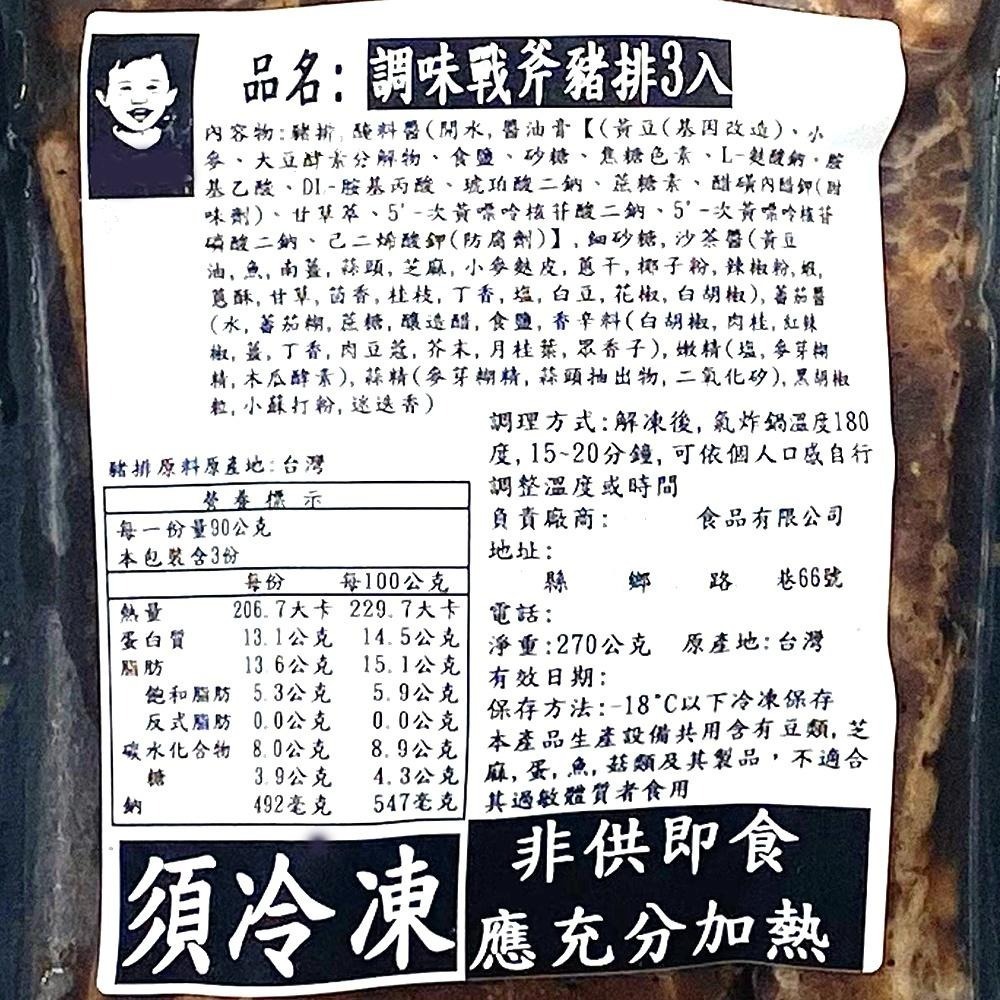 品名: 調味戰斧豬排3入
內容物:豬排,醃料醬(開水,醬油膏【(黃豆(基因改造)、小
麥、大豆酵素分解物、食鹽、砂糖、焦糖色素、L-麩酸鈉、胺
基乙酸、DL-胺基丙酸、琥珀酸二鈉、蔗糖素、醋磺內酯鉀(甜
味劑)、甘草萃、5'-次黃嘌呤核苷酸二鈉、5'-次黃嘌呤核苷
磷酸二鈉、己二烯酸鉀(防腐劑)】,細砂糖,沙茶醬(黃豆
油,魚,南薑,蒜頭,芝麻,小麥麩皮,蔥干,椰子粉,辣椒粉,蝦,
蔥酥,甘草,茴香,桂枝,丁香,塩,白豆,花椒,白胡椒),蕃茄醬
(水,蕃茄糊,蔗糖,釀造醋,食鹽,香辛料(白胡椒,肉桂,紅辣
椒,薑,丁香,肉豆蔻,芥末,月桂葉,眾香子),嫩精(塩,麥芽糊
精,木瓜酵素),蒜精(麥芽糊精,蒜頭抽出物,二氧化矽),黑胡椒
粒,小蘇打粉,迷迭香)
豬排原料原產地:台灣
營養標示
每一份量90公克
本包裝含3份
每份 每100公克
熱量 206.7大卡 229.7大卡
蛋白質 13.1公克 14.5公克
脂肪 13.6公克 15.1公克
飽和脂肪 5.3公克 5.9公克
反式脂肪 0.0公克 0.0公克
碳水化合物 8.0公克 8.9公克
糖 3.9公克 4.3公克
鈉 492毫克 547毫克
調理方式:解凍後,氣炸鍋溫度180
度,15~20分鐘,可依個人口感自行
調整溫度或時間
負責廠商: 食品有限公司
地址:
縣 鄉 路 巷66號
電話:
淨重:270公克 原產地:台灣
有效日期:
保存方法:-18°C以下冷凍保存
本產品生產設備共用含有豆類,芝
麻,蛋,魚,菇類及其製品,不適合
其過敏體質者食用
須冷凍
非供即食
應充分加熱